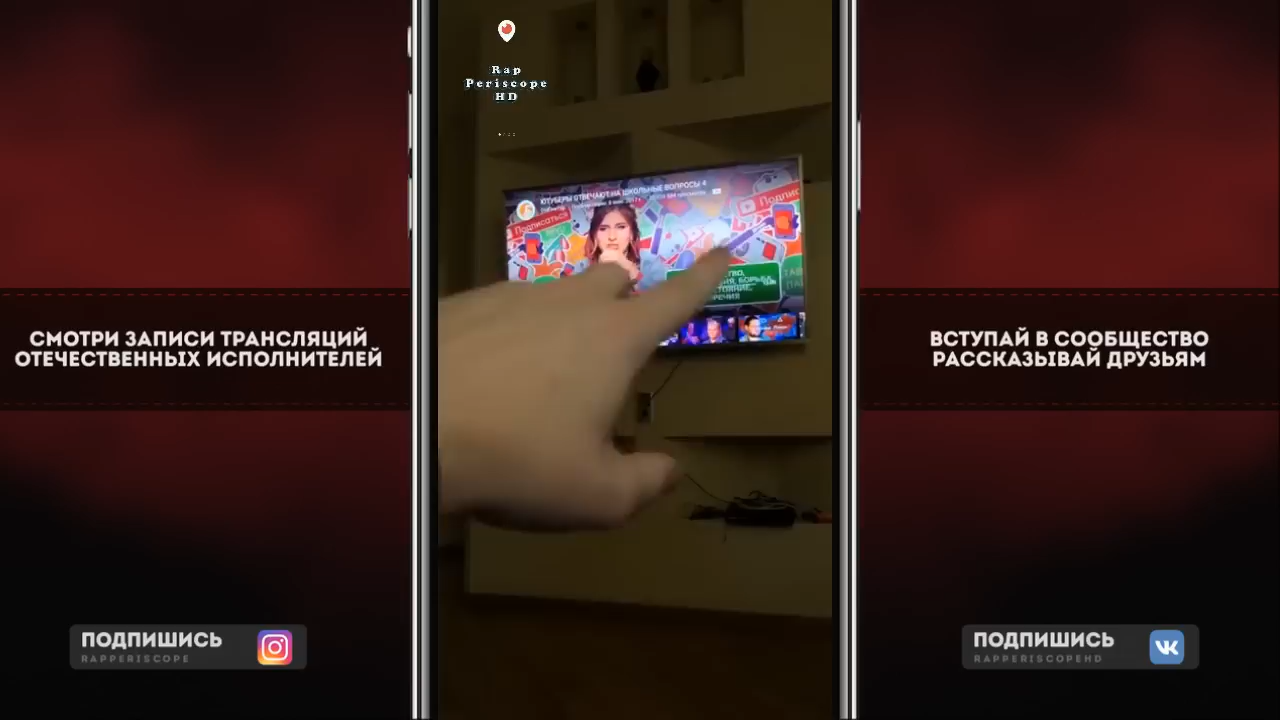 Rap
Periscope
HD
ЮТУБЕРЫ ОТВЕЧАЮТ НА ШКОЛЬНЫЕ ВОПРОСЫ 4
Подписаться
Подпис
СМОТРИ ЗАПИСИ ТРАНСЛЯЦИЙ
ОТЕЧЕСТВЕННЫХ ИСПОЛНИТЕЛЕЙ
ВСТУПАЙ В СООБЩЕСТВО
РАССКАЗЫВАЙ ДРУЗЬЯМ
ПОДПИШИСЬ
RAPPERISCOPE
ПОДПИШИСЬ
RAPPERISCOPEHD